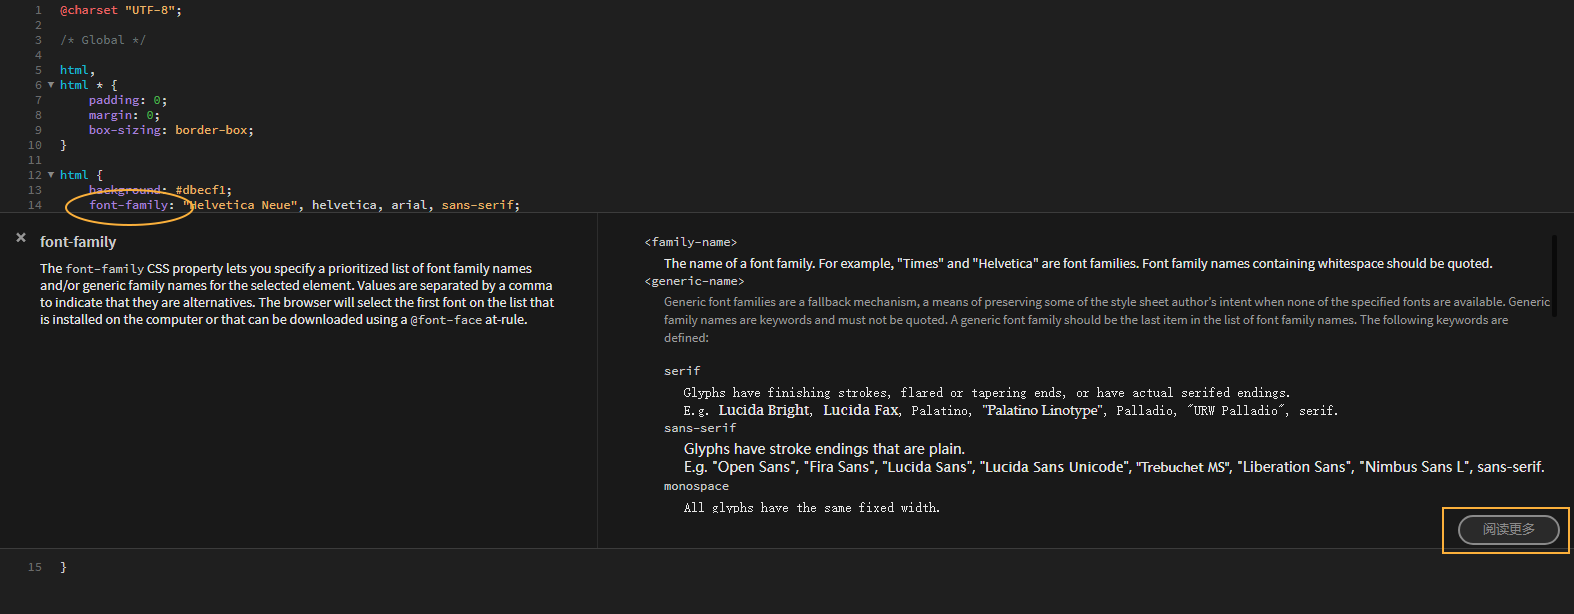 1 @charset "UTF-8";
2
3 /* Global */
4
5 html,
6 html * {
7 padding: 0;
8 margin: 0;
9 box-sizing: border-box;
10 }
11
12 html {
13 background: #dbecf1;
14 font-family: "Helvetica Neue", helvetica, arial, sans-serif;
font-family
The font-family CSS property lets you specify a prioritized list of font family names
and/or generic family names for the selected element. Values are separated by a comma
to indicate that they are alternatives. The browser will select the first font on the list that
is installed on the computer or that can be downloaded using a @font-face at-rule.
<family-name>
The name of a font family. For example, "Times" and "Helvetica" are font families. Font family names containing whitespace should be quoted.
<generic-name>
Generic font families are a fallback mechanism, a means of preserving some of the style sheet author's intent when none of the specified fonts are available. Generic
family names are keywords and must not be quoted. A generic font family should be the last item in the list of font family names. The following keywords are
defined:
serif
Glyphs have finishing strokes, flared or tapering ends, or have actual serifed endings.
E.g. Lucida Bright, Lucida Fax, Palatino, "Palatino Linotype", Palladio, "URW Palladio", serif.
sans-serif
Glyphs have stroke endings that are plain.
E.g. "Open Sans", "Fira Sans", "Lucida Sans", "Lucida Sans Unicode", "Trebuchet MS", "Liberation Sans", "Nimbus Sans L", sans-serif.
monospace
All glyphs have the same fixed width.
阅读更多
15 }